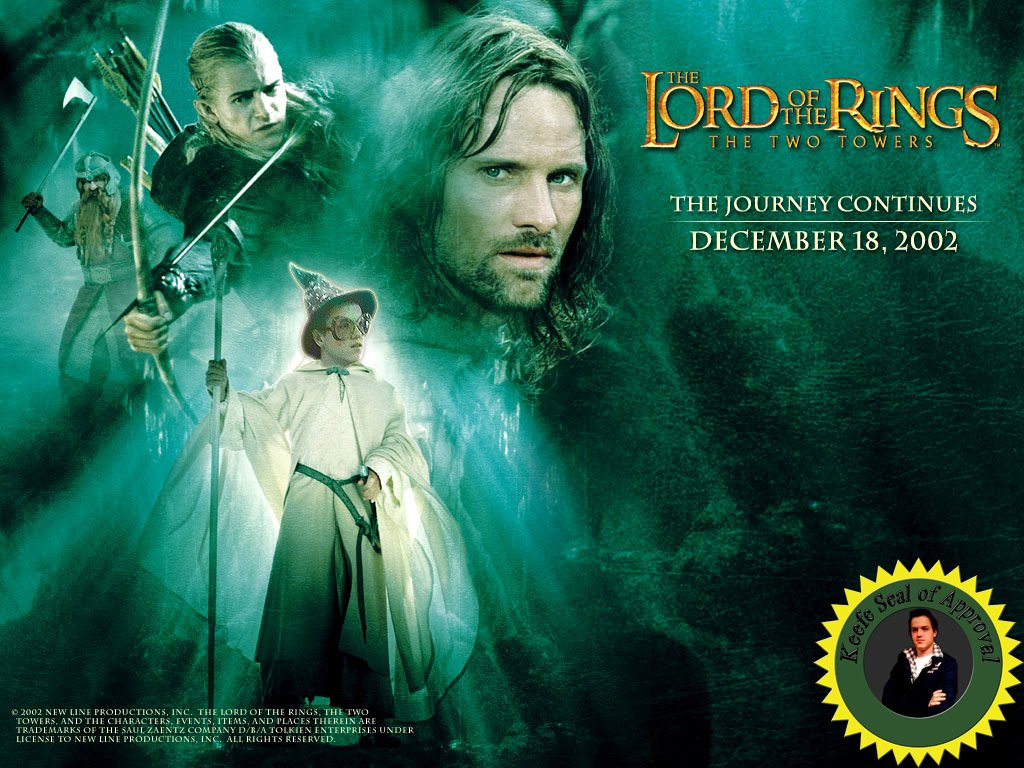 THE
LORD OF THE RINGS
THE TWO TOWERS
THE JOURNEY CONTINUES
DECEMBER 18, 2002
Keefe Seal of Approval
© 2002 NEW LINE PRODUCTIONS, INC. THE LORD OF THE RINGS, THE TWO
TOWERS, AND THE CHARACTERS, EVENTS, ITEMS, AND PLACES THEREIN ARE
TRADEMARKS OF THE SAUL ZAENTZ COMPANY D/B/A TOLKIEN ENTERPRISES UNDER
LICENSE TO NEW LINE PRODUCTIONS, INC. ALL RIGHTS RESERVED.